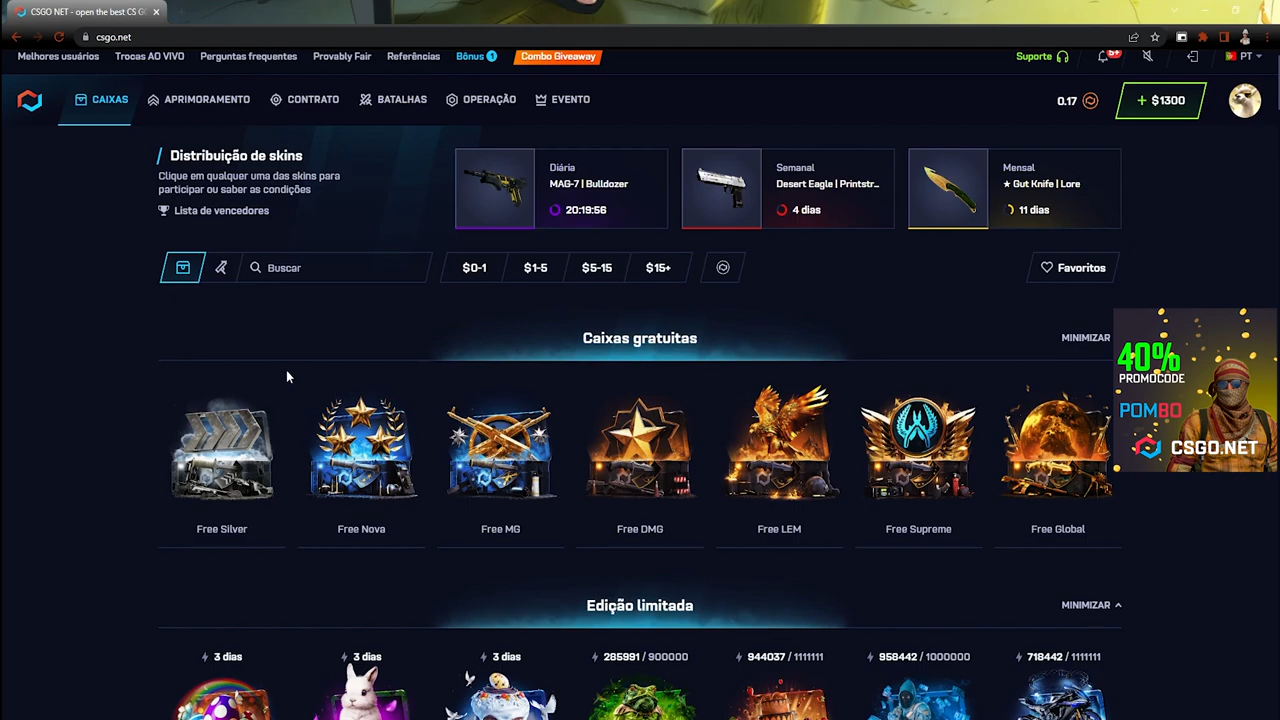 CSGO NET - open the best CS G
csgo.net
Melhores usuários
Trocas AO VIVO
Perguntas frequentes
Provably Fair
Referências
Bônus 1
Combo Giveaway
Suporte
5+
PT
CAIXAS
APRIMORAMENTO
CONTRATO
BATALHAS
OPERAÇÃO
EVENTO
0.17
+ $1300
Distribuição de skins
Clique em qualquer uma das skins para
participar ou saber as condições
Lista de vencedores
Diária
MAG-7 | Bulldozer
20:19:56
Semanal
Desert Eagle | Printstr...
4 dias
Mensal
★ Gut Knife | Lore
11 dias
Buscar
$0-1
$1-5
$5-15
$15+
Favoritos
Caixas gratuitas
MINIMIZAR
40%
PROMOCODE
POMBO
CSGO.NET
Free Silver
Free Nova
Free MG
Free DMG
Free LEM
Free Supreme
Free Global
Edição limitada
MINIMIZAR
3 dias
3 dias
3 dias
285991 / 900000
944037 / 1111111
958442 / 1000000
718442 / 1111111